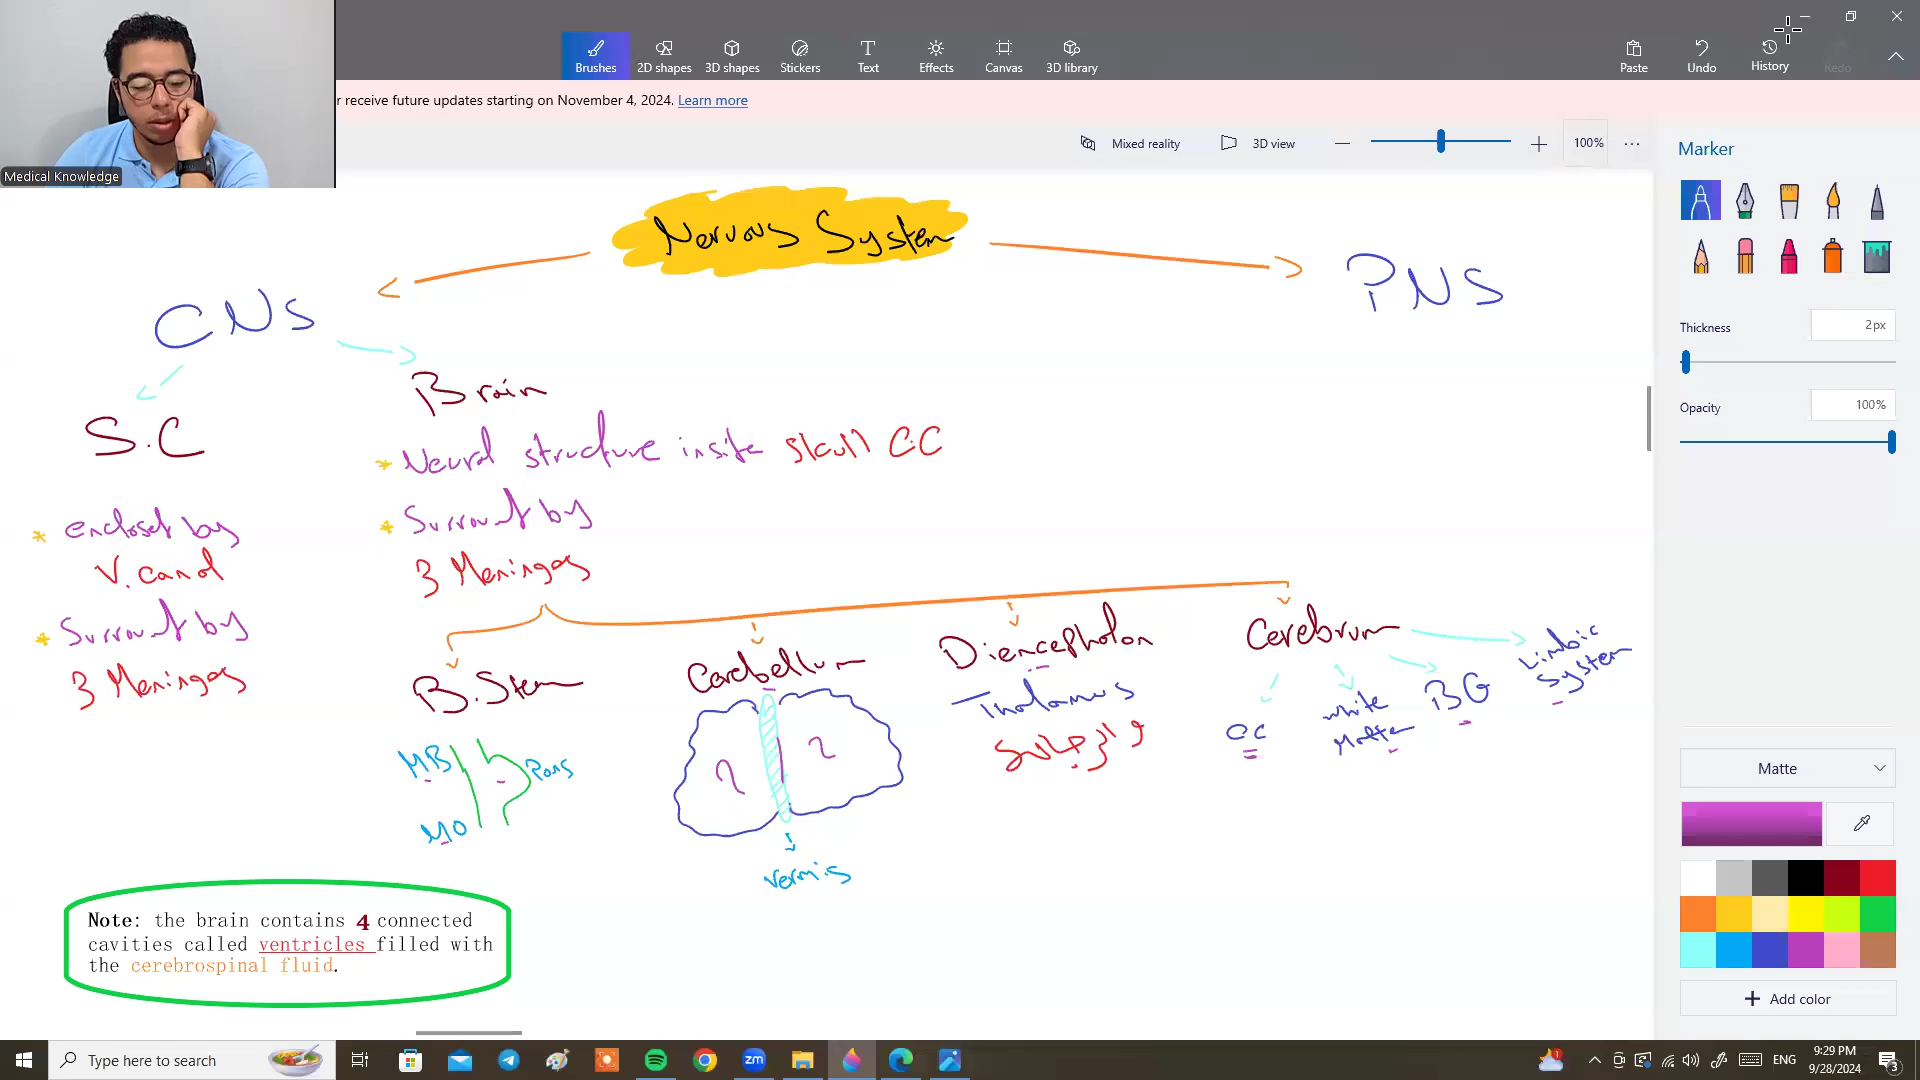 Medical Knowledge
Brushes
2D shapes
3D shapes
Stickers
Text
Effects
Canvas
3D library
Paste
Undo
History
Redo
r receive future updates starting on November 4, 2024. Learn more
Mixed reality
3D view
100%
Marker
Thickness
2px
Opacity
100%
Matte
Add color
Nervous System
CNS
PNS
S.C
Brain
* Neural structure inside skull C.C
* Surround by
3 Meninges
* enclosed by
V. canal
* Surround by
3 Meninges
B. Stem
MB
Pons
MO
Cerebellum
vermis
Diencephalon
Thalamus
Cerebrum
CC
white
Matter
BG
Limbic
System
Note: the brain contains 4 connected
cavities called ventricles filled with
the cerebrospinal fluid.
Type here to search
ENG
9:29 PM
9/28/2024
3